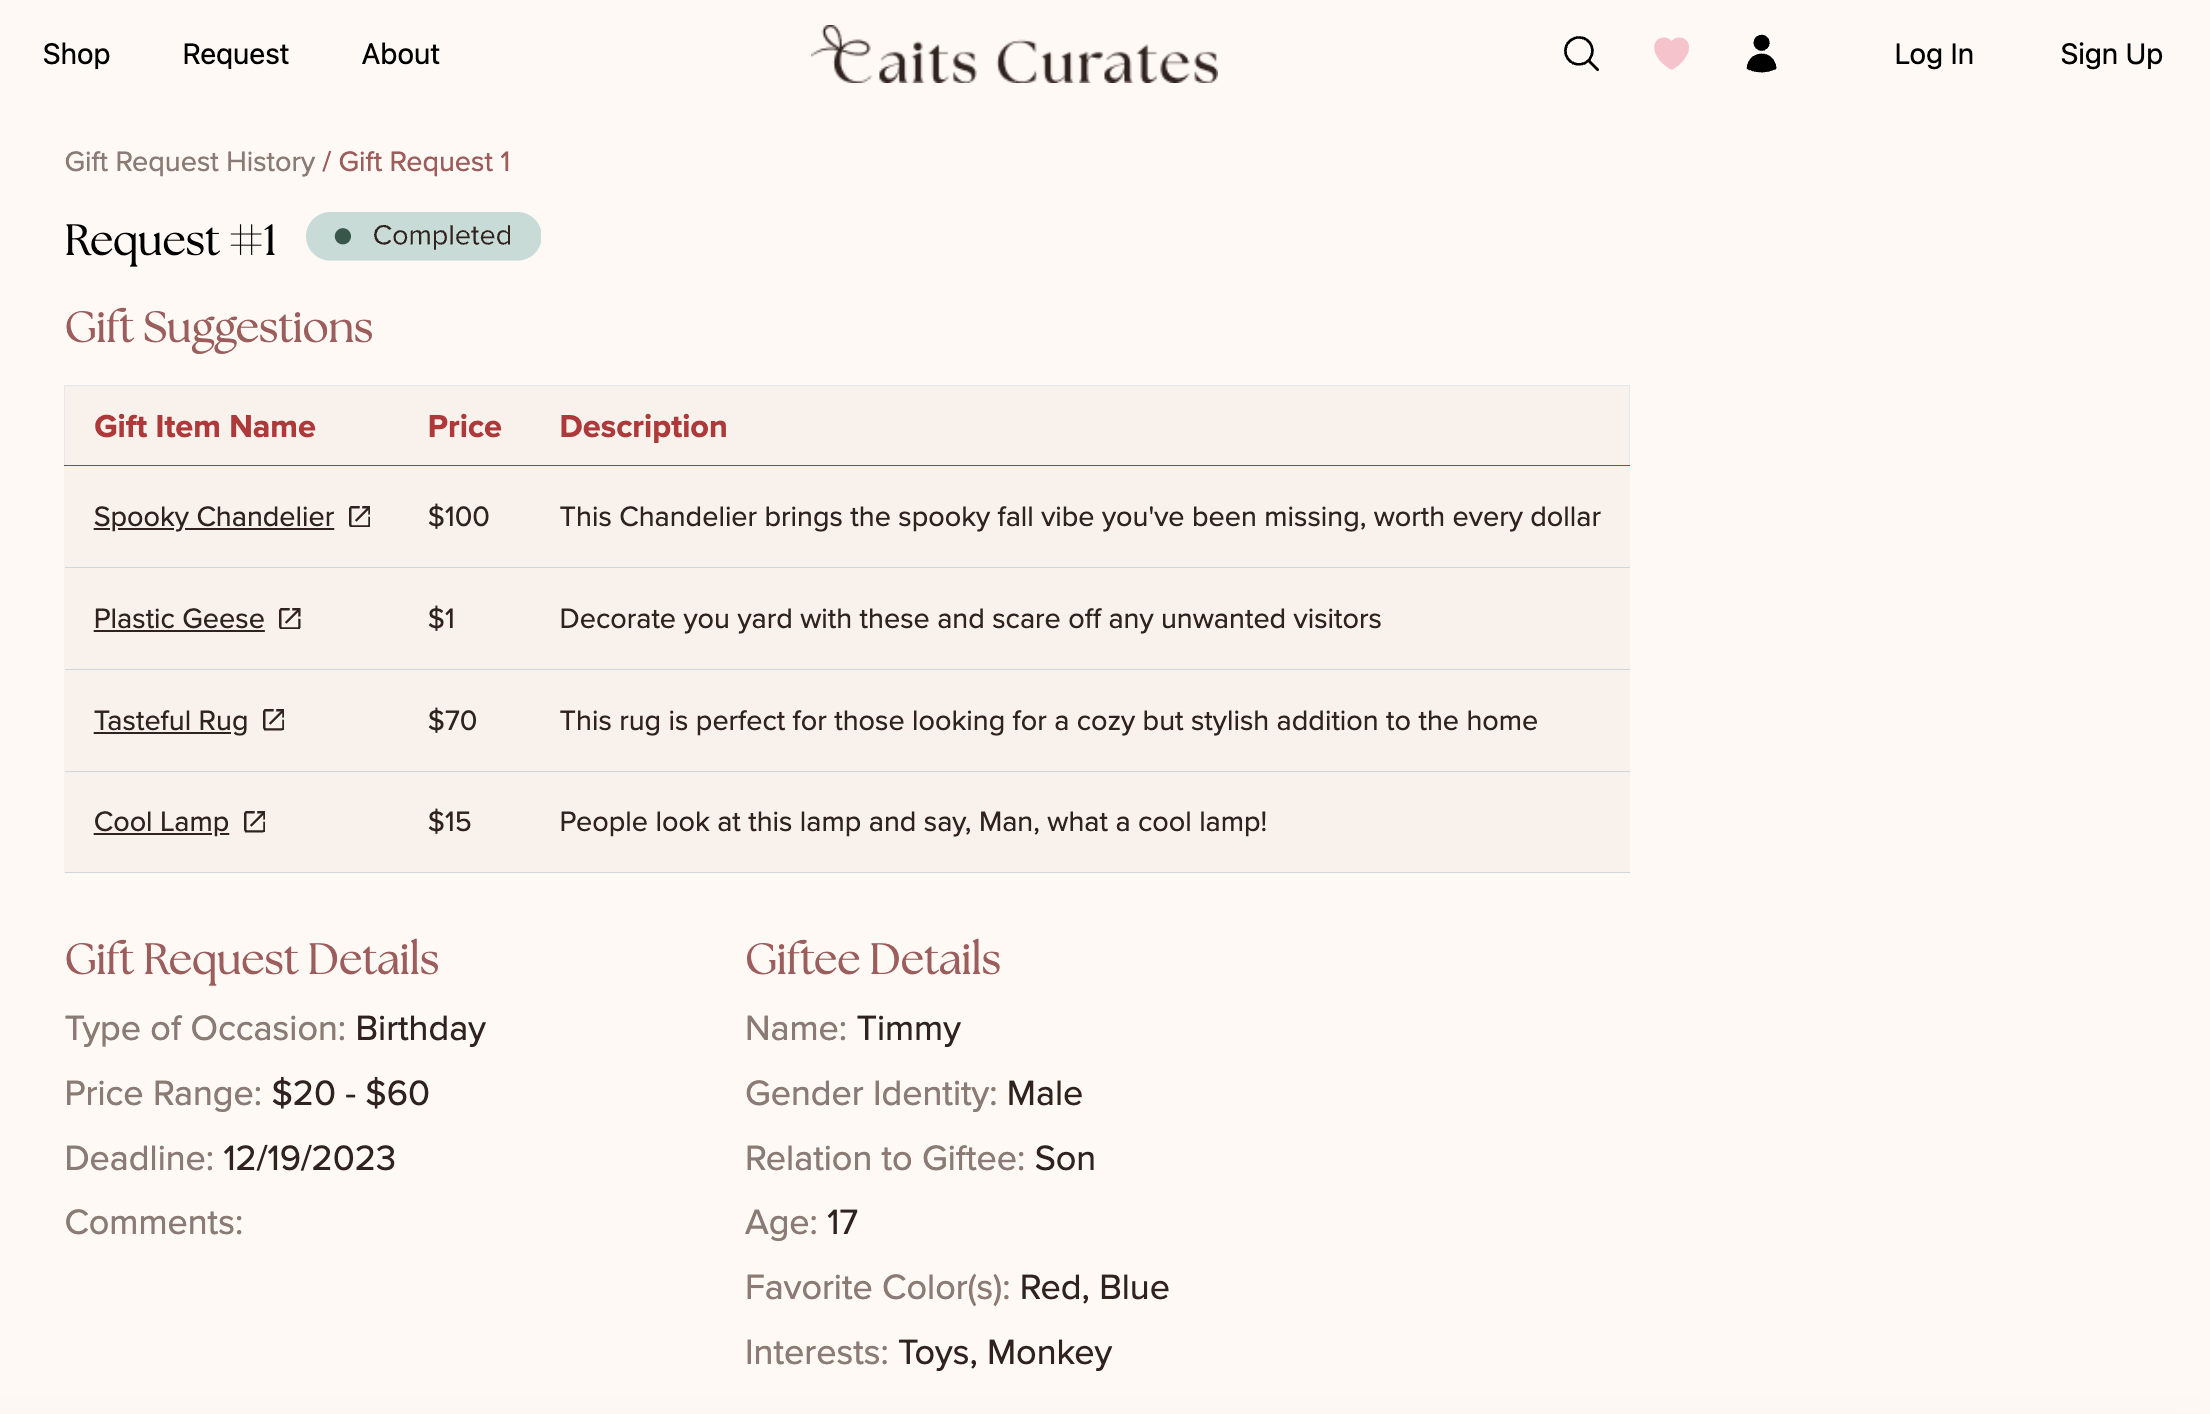 Shop Request About Caits Curates Log In Sign Up
Gift Request History / Gift Request 1
Request #1 Completed
Gift Suggestions
Gift Item Name Price Description
Spooky Chandelier $100 This Chandelier brings the spooky fall vibe you've been missing, worth every dollar
Plastic Geese $1 Decorate you yard with these and scare off any unwanted visitors
Tasteful Rug $70 This rug is perfect for those looking for a cozy but stylish addition to the home
Cool Lamp $15 People look at this lamp and say, Man, what a cool lamp!
Gift Request Details
Type of Occasion: Birthday
Price Range: $20 - $60
Deadline: 12/19/2023
Comments:
Giftee Details
Name: Timmy
Gender Identity: Male
Relation to Giftee: Son
Age: 17
Favorite Color(s): Red, Blue
Interests: Toys, Monkey